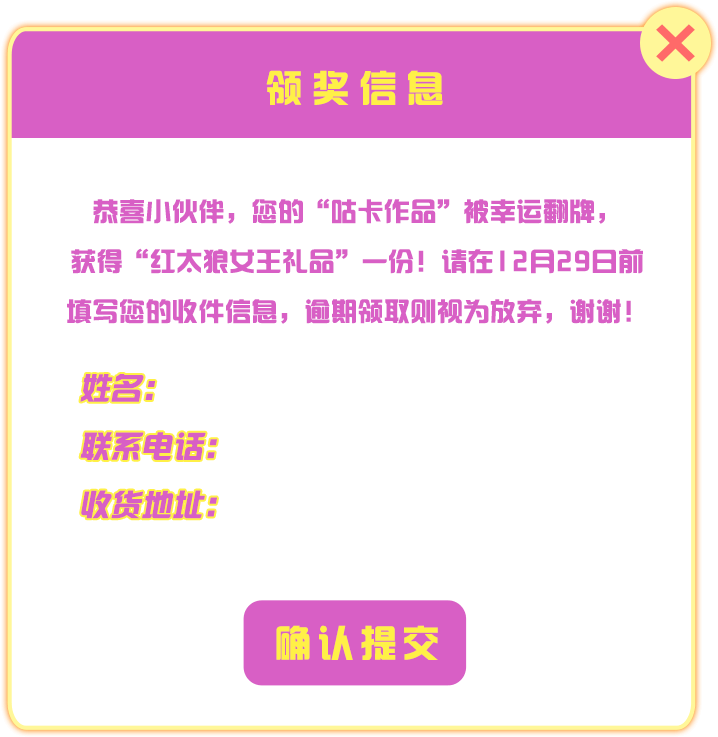 领奖信息
恭喜小伙伴，您的“咕卡作品”被幸运翻牌，
获得“红太狼女王礼品”一份！请在12月29日前
填写您的收件信息，逾期领取则视为放弃，谢谢！
姓名：
联系电话：
收货地址：
确认提交